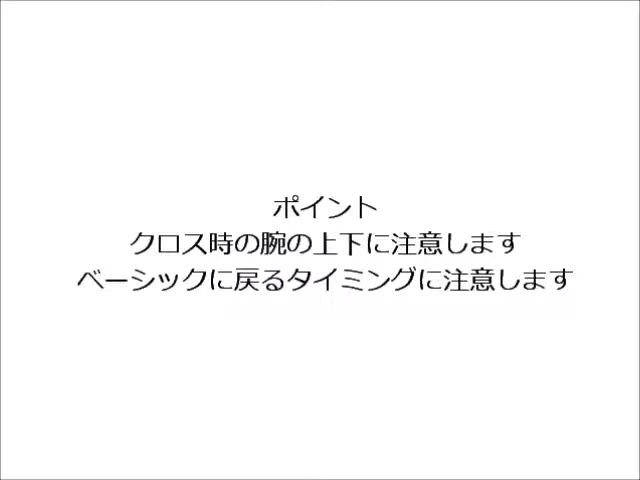 ポイント
クロス時の腕の上下に注意します
ベーシックに戻るタイミングに注意します